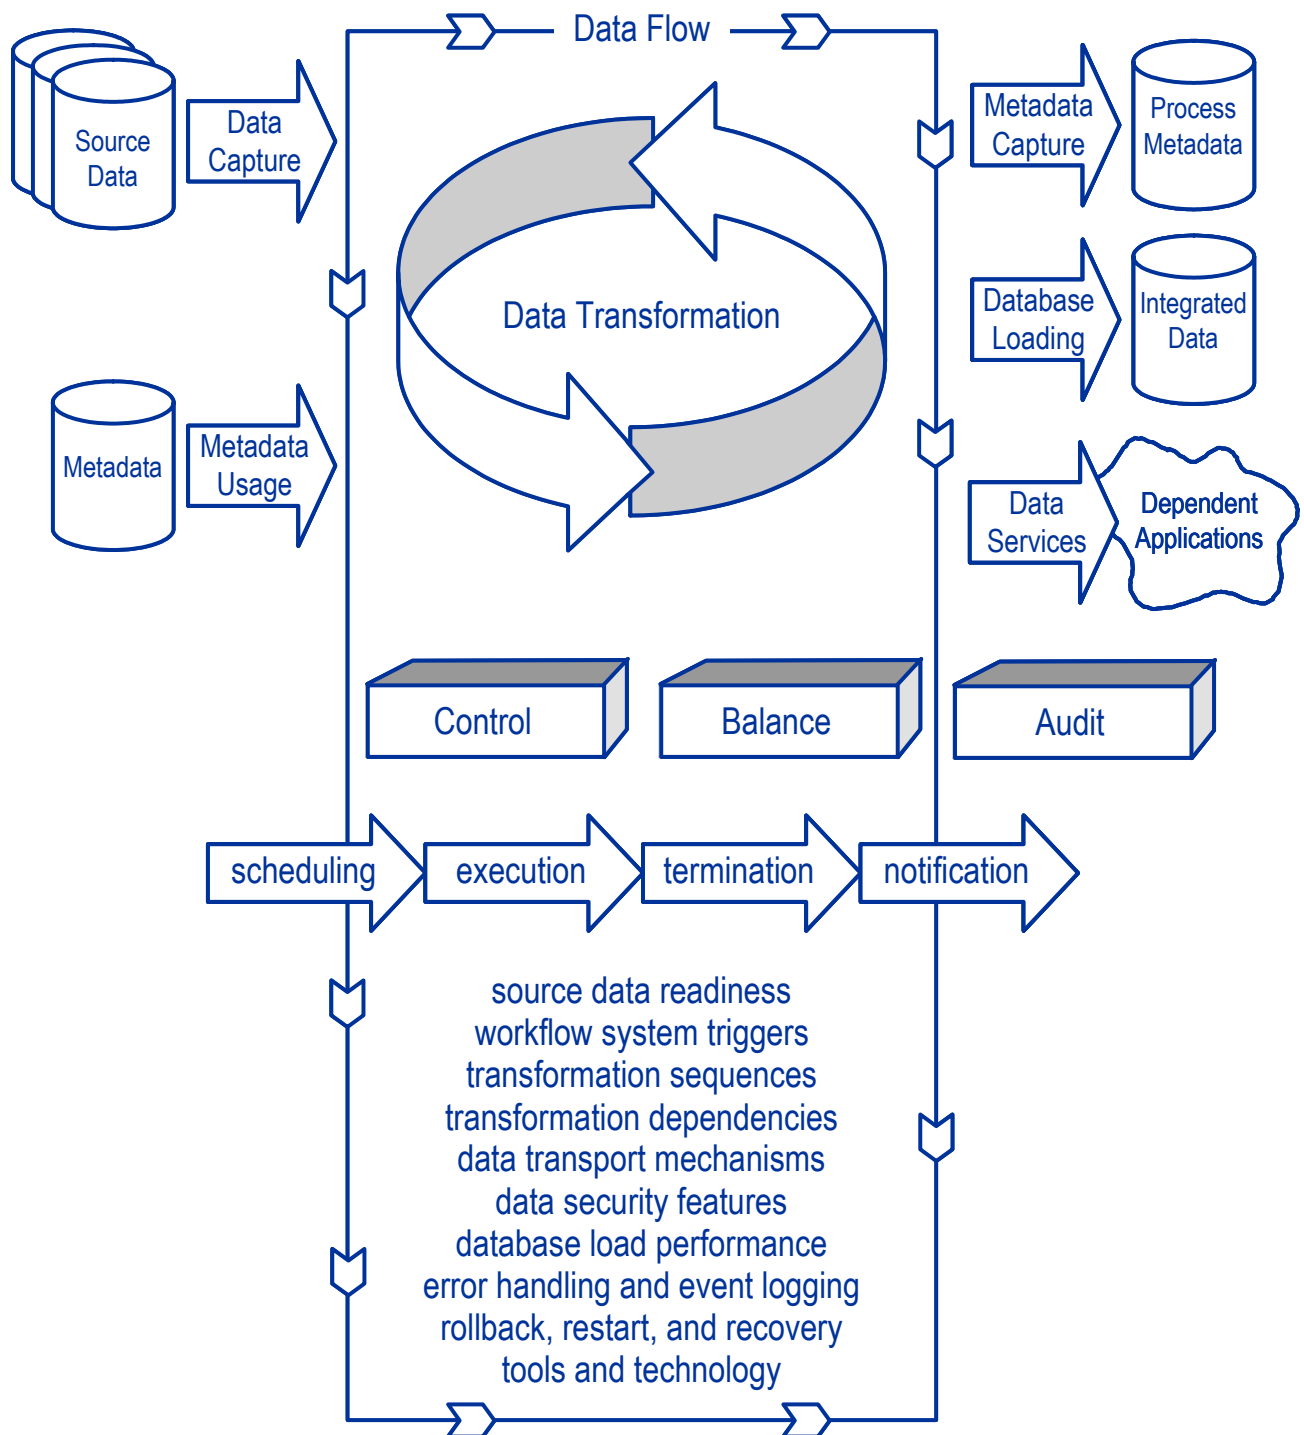 Data Flow
Source
Data
Data
Capture
Metadata
Capture
Process
Metadata
Data Transformation
Database
Loading
Integrated
Data
Metadata
Metadata
Usage
Data
Services
Dependent
Applications
Control
Balance
Audit
scheduling
execution
termination
notification
source data readiness
workflow system triggers
transformation sequences
transformation dependencies
data transport mechanisms
data security features
database load performance
error handling and event logging
rollback, restart, and recovery
tools and technology